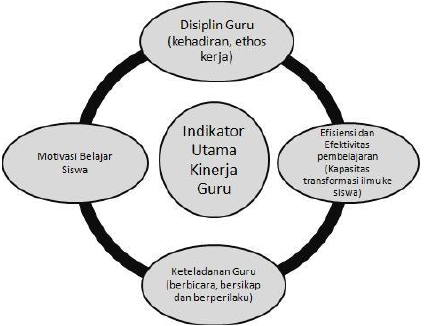 Disiplin Guru
(kehadiran, ethos
kerja)
Indikator
Utama
Kinerja
Guru
Motivasi Belajar
Siswa
Efisiensi dan
Efektivitas
pembelajaran
(Kapasitas
transformasi ilmu ke
siswa)
Keteladanan Guru
(berbicara, bersikap
dan berperilaku)